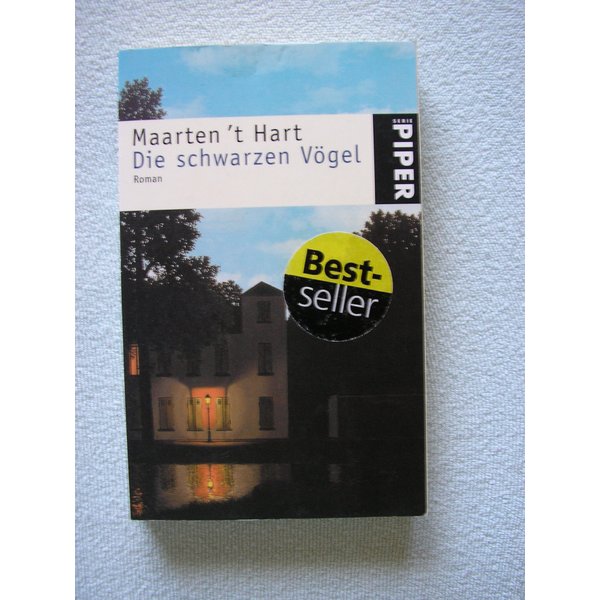 Maarten 't Hart
Die schwarzen Vögel
Roman
SERIE
PIPER
Best-
seller